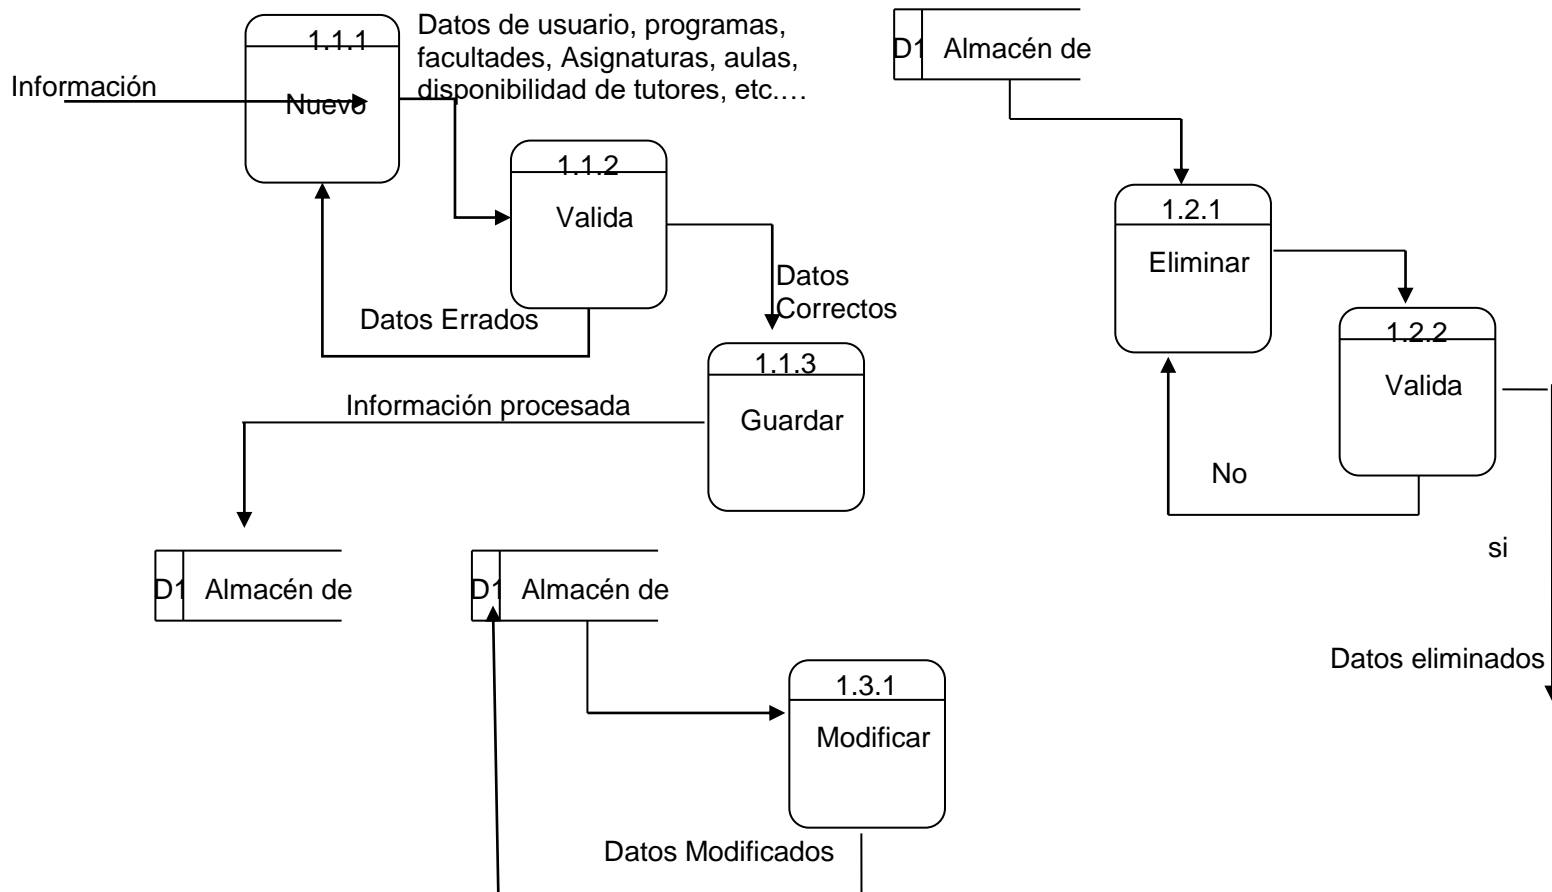 Información
1.1.1
Nuevo
Datos de usuario, programas,
facultades, Asignaturas, aulas,
disponibilidad de tutores, etc.…
1.1.2
Valida
Datos
Correctos
Datos Errados
1.1.3
Guardar
Información procesada
D1 Almacén de
D1 Almacén de
1.3.1
Modificar
Datos Modificados
D1 Almacén de
1.2.1
Eliminar
1.2.2
Valida
No
si
Datos eliminados